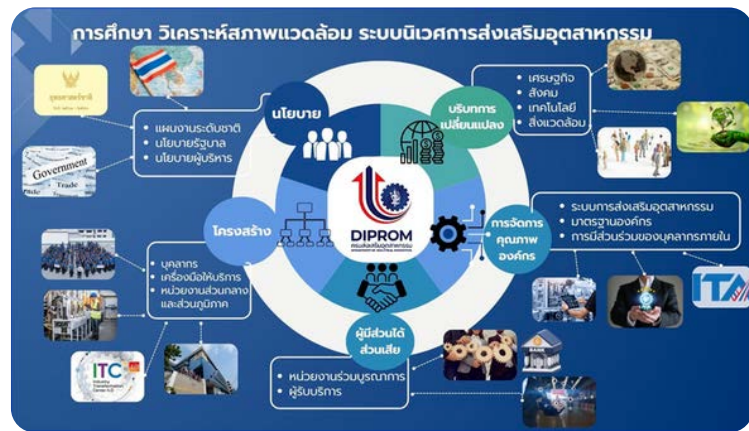 การศึกษา วิเคราะห์สภาพแวดล้อม ระบบนิเวศการส่งเสริมอุตสาหกรรม
นโยบาย
• แผนงานระดับชาติ
• นโยบายรัฐบาล
• นโยบายผู้บริหาร
Government
Trade
บริบทการ
เปลี่ยนแปลง
• เศรษฐกิจ
• สังคม
• เทคโนโลยี
• สิ่งแวดล้อม
โครงสร้าง
• บุคลากร
• เครื่องมือให้บริการ
• หน่วยงานส่วนกลาง
และส่วนภูมิภาค
ITC
Industry
Transformation
Center
DIPROM
กรมส่งเสริมอุตสาหกรรม
การจัดการ
คุณภาพ
องค์กร
• ระบบการส่งเสริมอุตสาหกรรม
• มาตรฐานองค์กร
• การมีส่วนร่วมของบุคลากรภายใน
ITA
ผู้มีส่วนได้
ส่วนเสีย
• หน่วยงานร่วมบูรณาการ
• ผู้รับบริการ
BANK